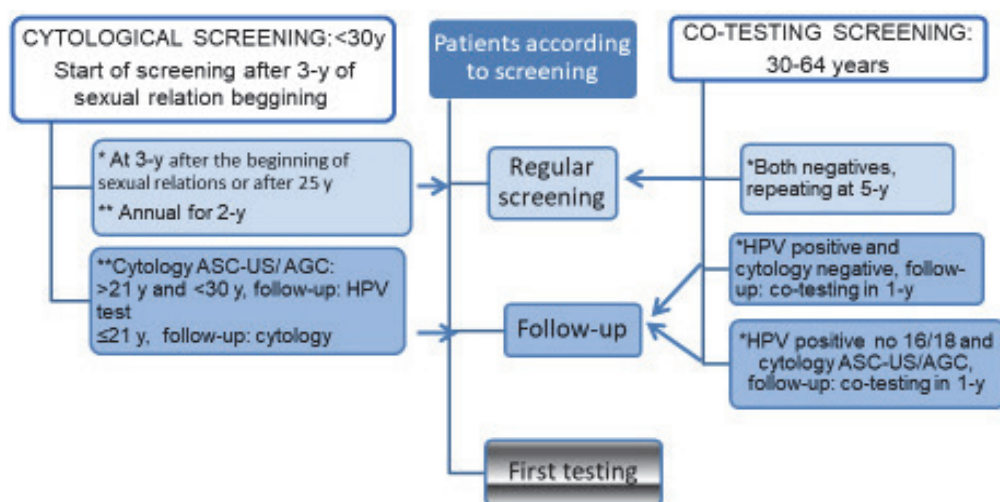 CYTOLOGICAL SCREENING:<30y
Start of screening after 3-y of
sexual relation beggining
* At 3-y after the beginning of
sexual relations or after 25 y
** Annual for 2-y
**Cytology ASC-US/ AGC:
>21 y and <30 y, follow-up: HPV
test
≤21 y, follow-up: cytology
Patients according
to screening
Regular
screening
Follow-up
First testing
CO-TESTING SCREENING:
30-64 years
*Both negatives,
repeating at 5-y
*HPV positive and
cytology negative, follow-
up: co-testing in 1-y
*HPV positive no 16/18 and
cytology ASC-US/AGC,
follow-up: co-testing in 1-y